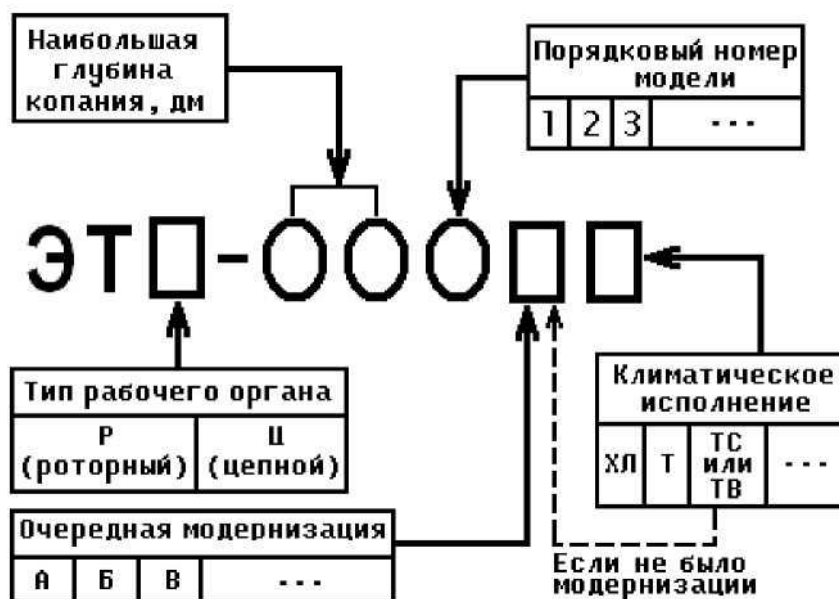 Наибольшая
глубина
копания, дм
Порядковый номер
модели
1 2 3 ---
ЭТ -
Тип рабочего органа
Р
(роторный)
Ц
(цепной)
Климатическое
исполнение
ХЛ Т ТС
или
ТВ ---
Очередная модернизация
А Б В ---
Если не было
модернизации